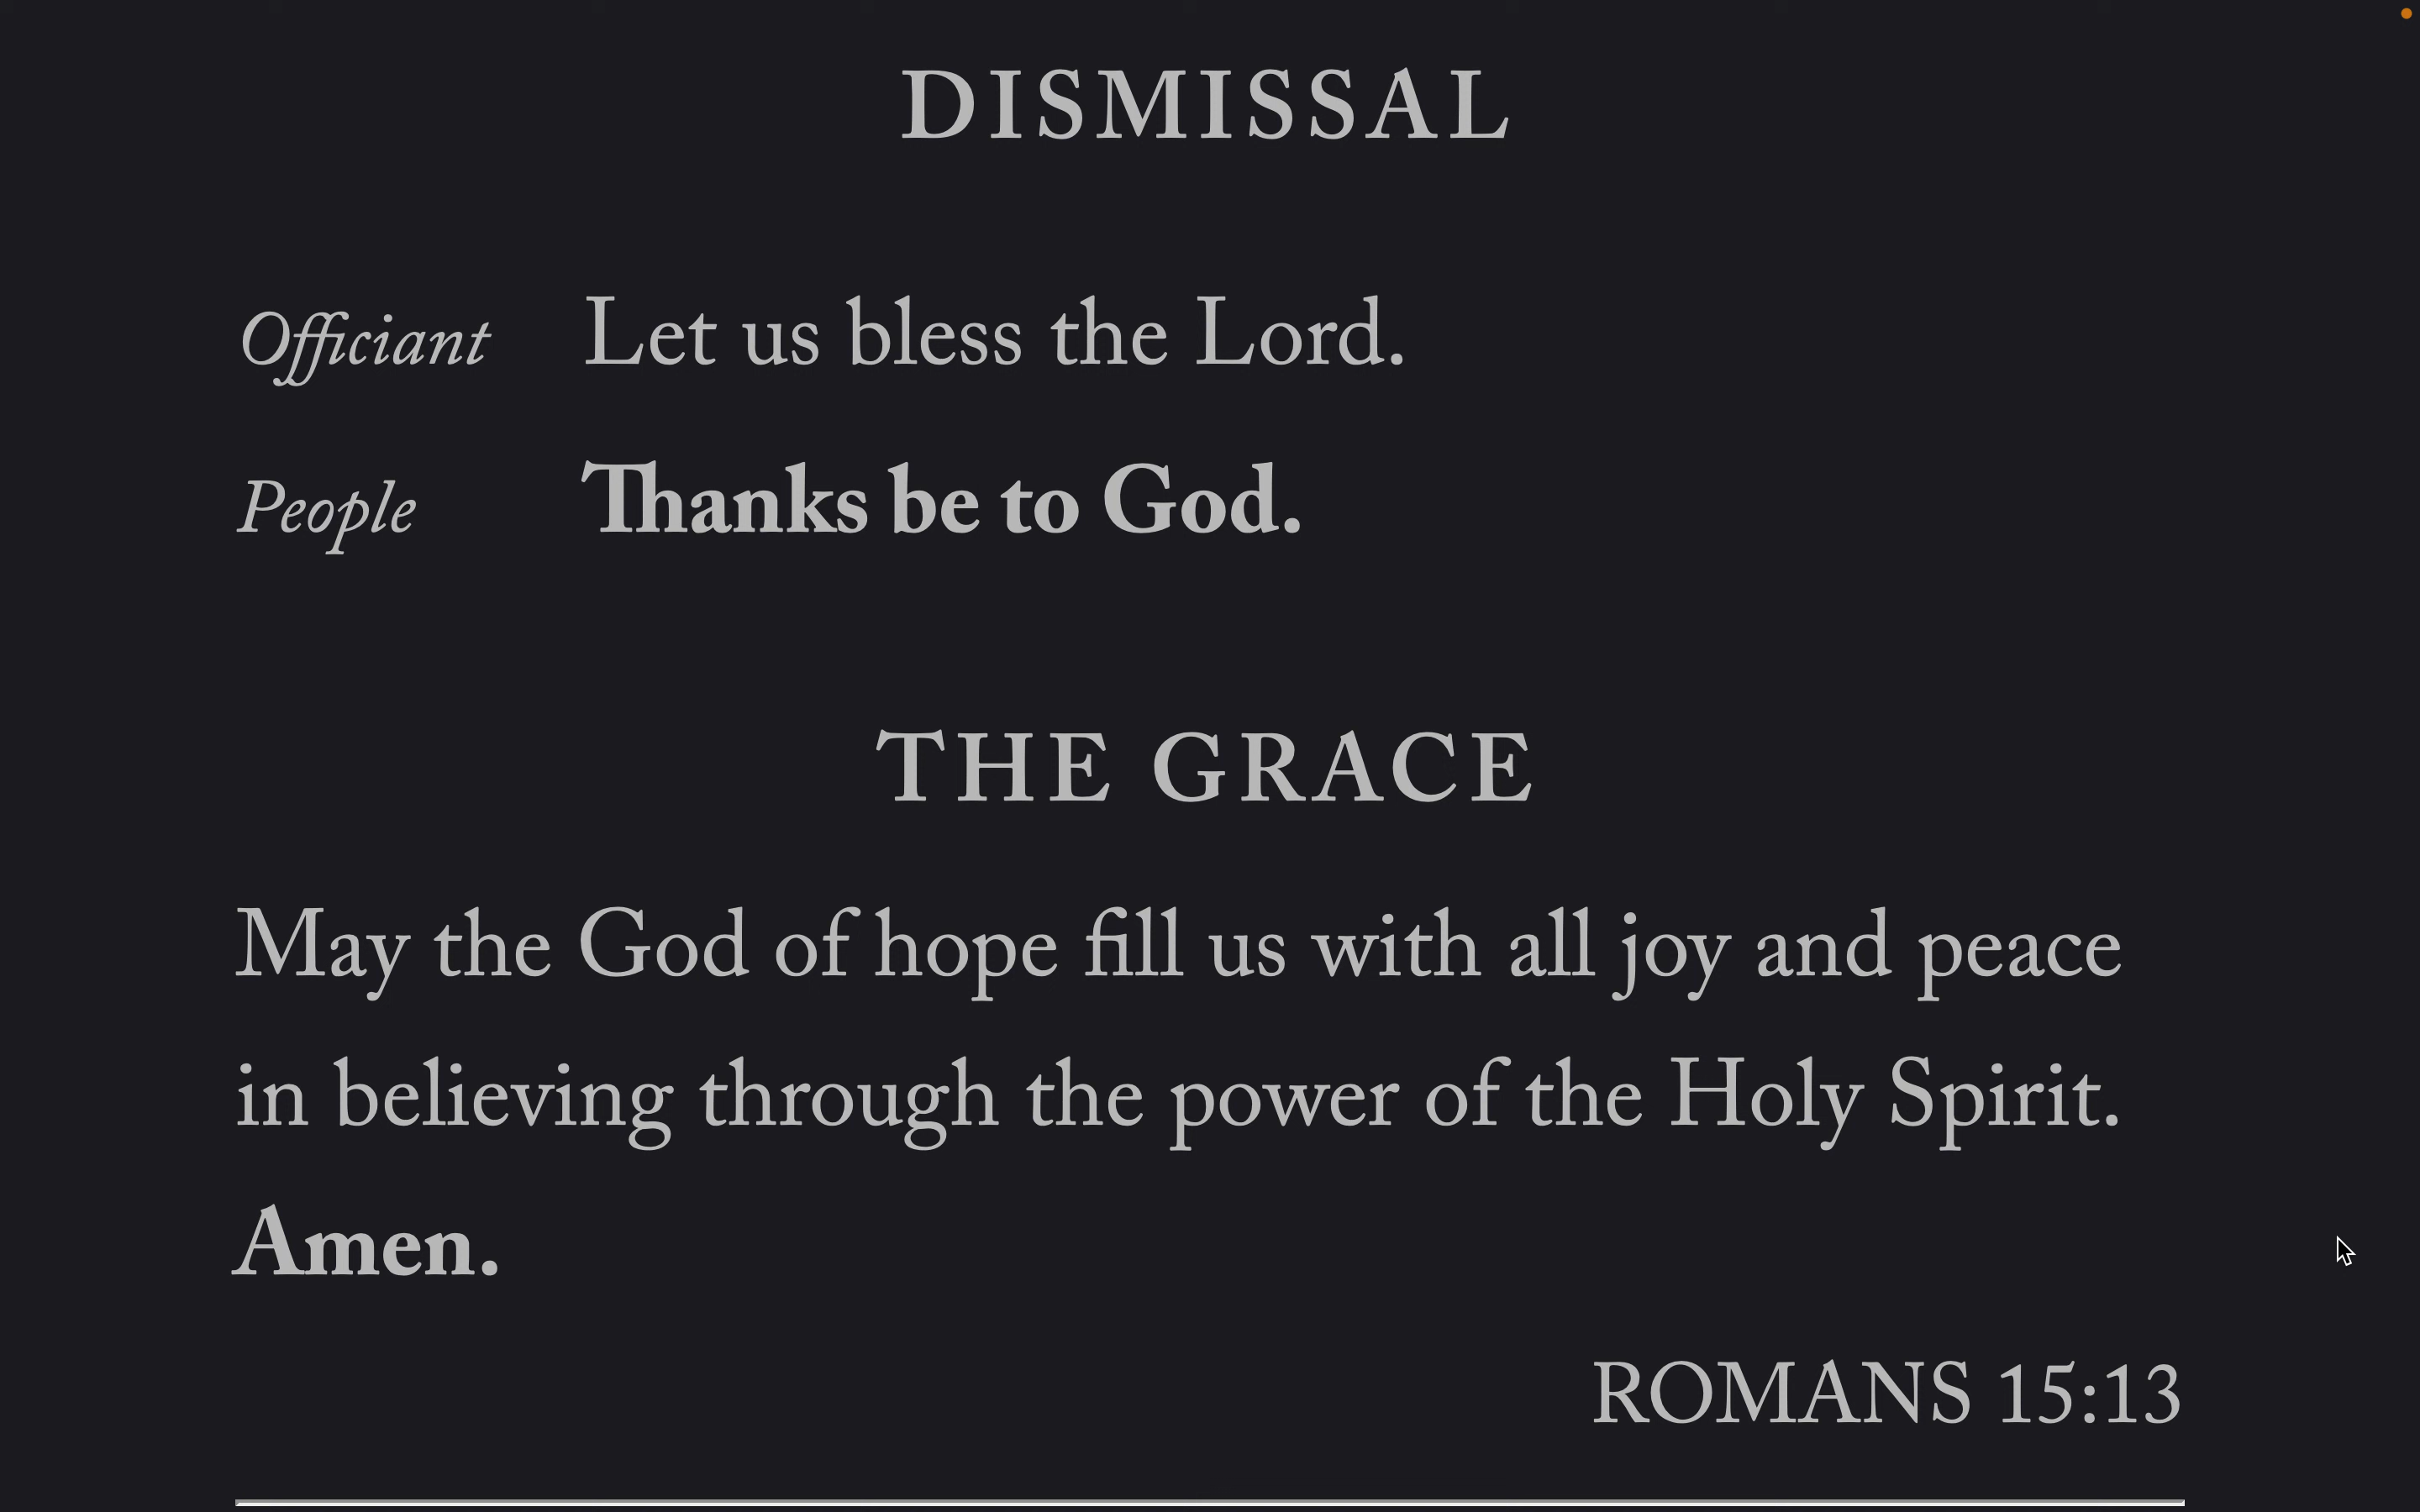 DISMISSAL
Officiant Let us bless the Lord.
People Thanks be to God.
THE GRACE
May the God of hope fill us with all joy and peace
in believing through the power of the Holy Spirit.
Amen.
ROMANS 15:13